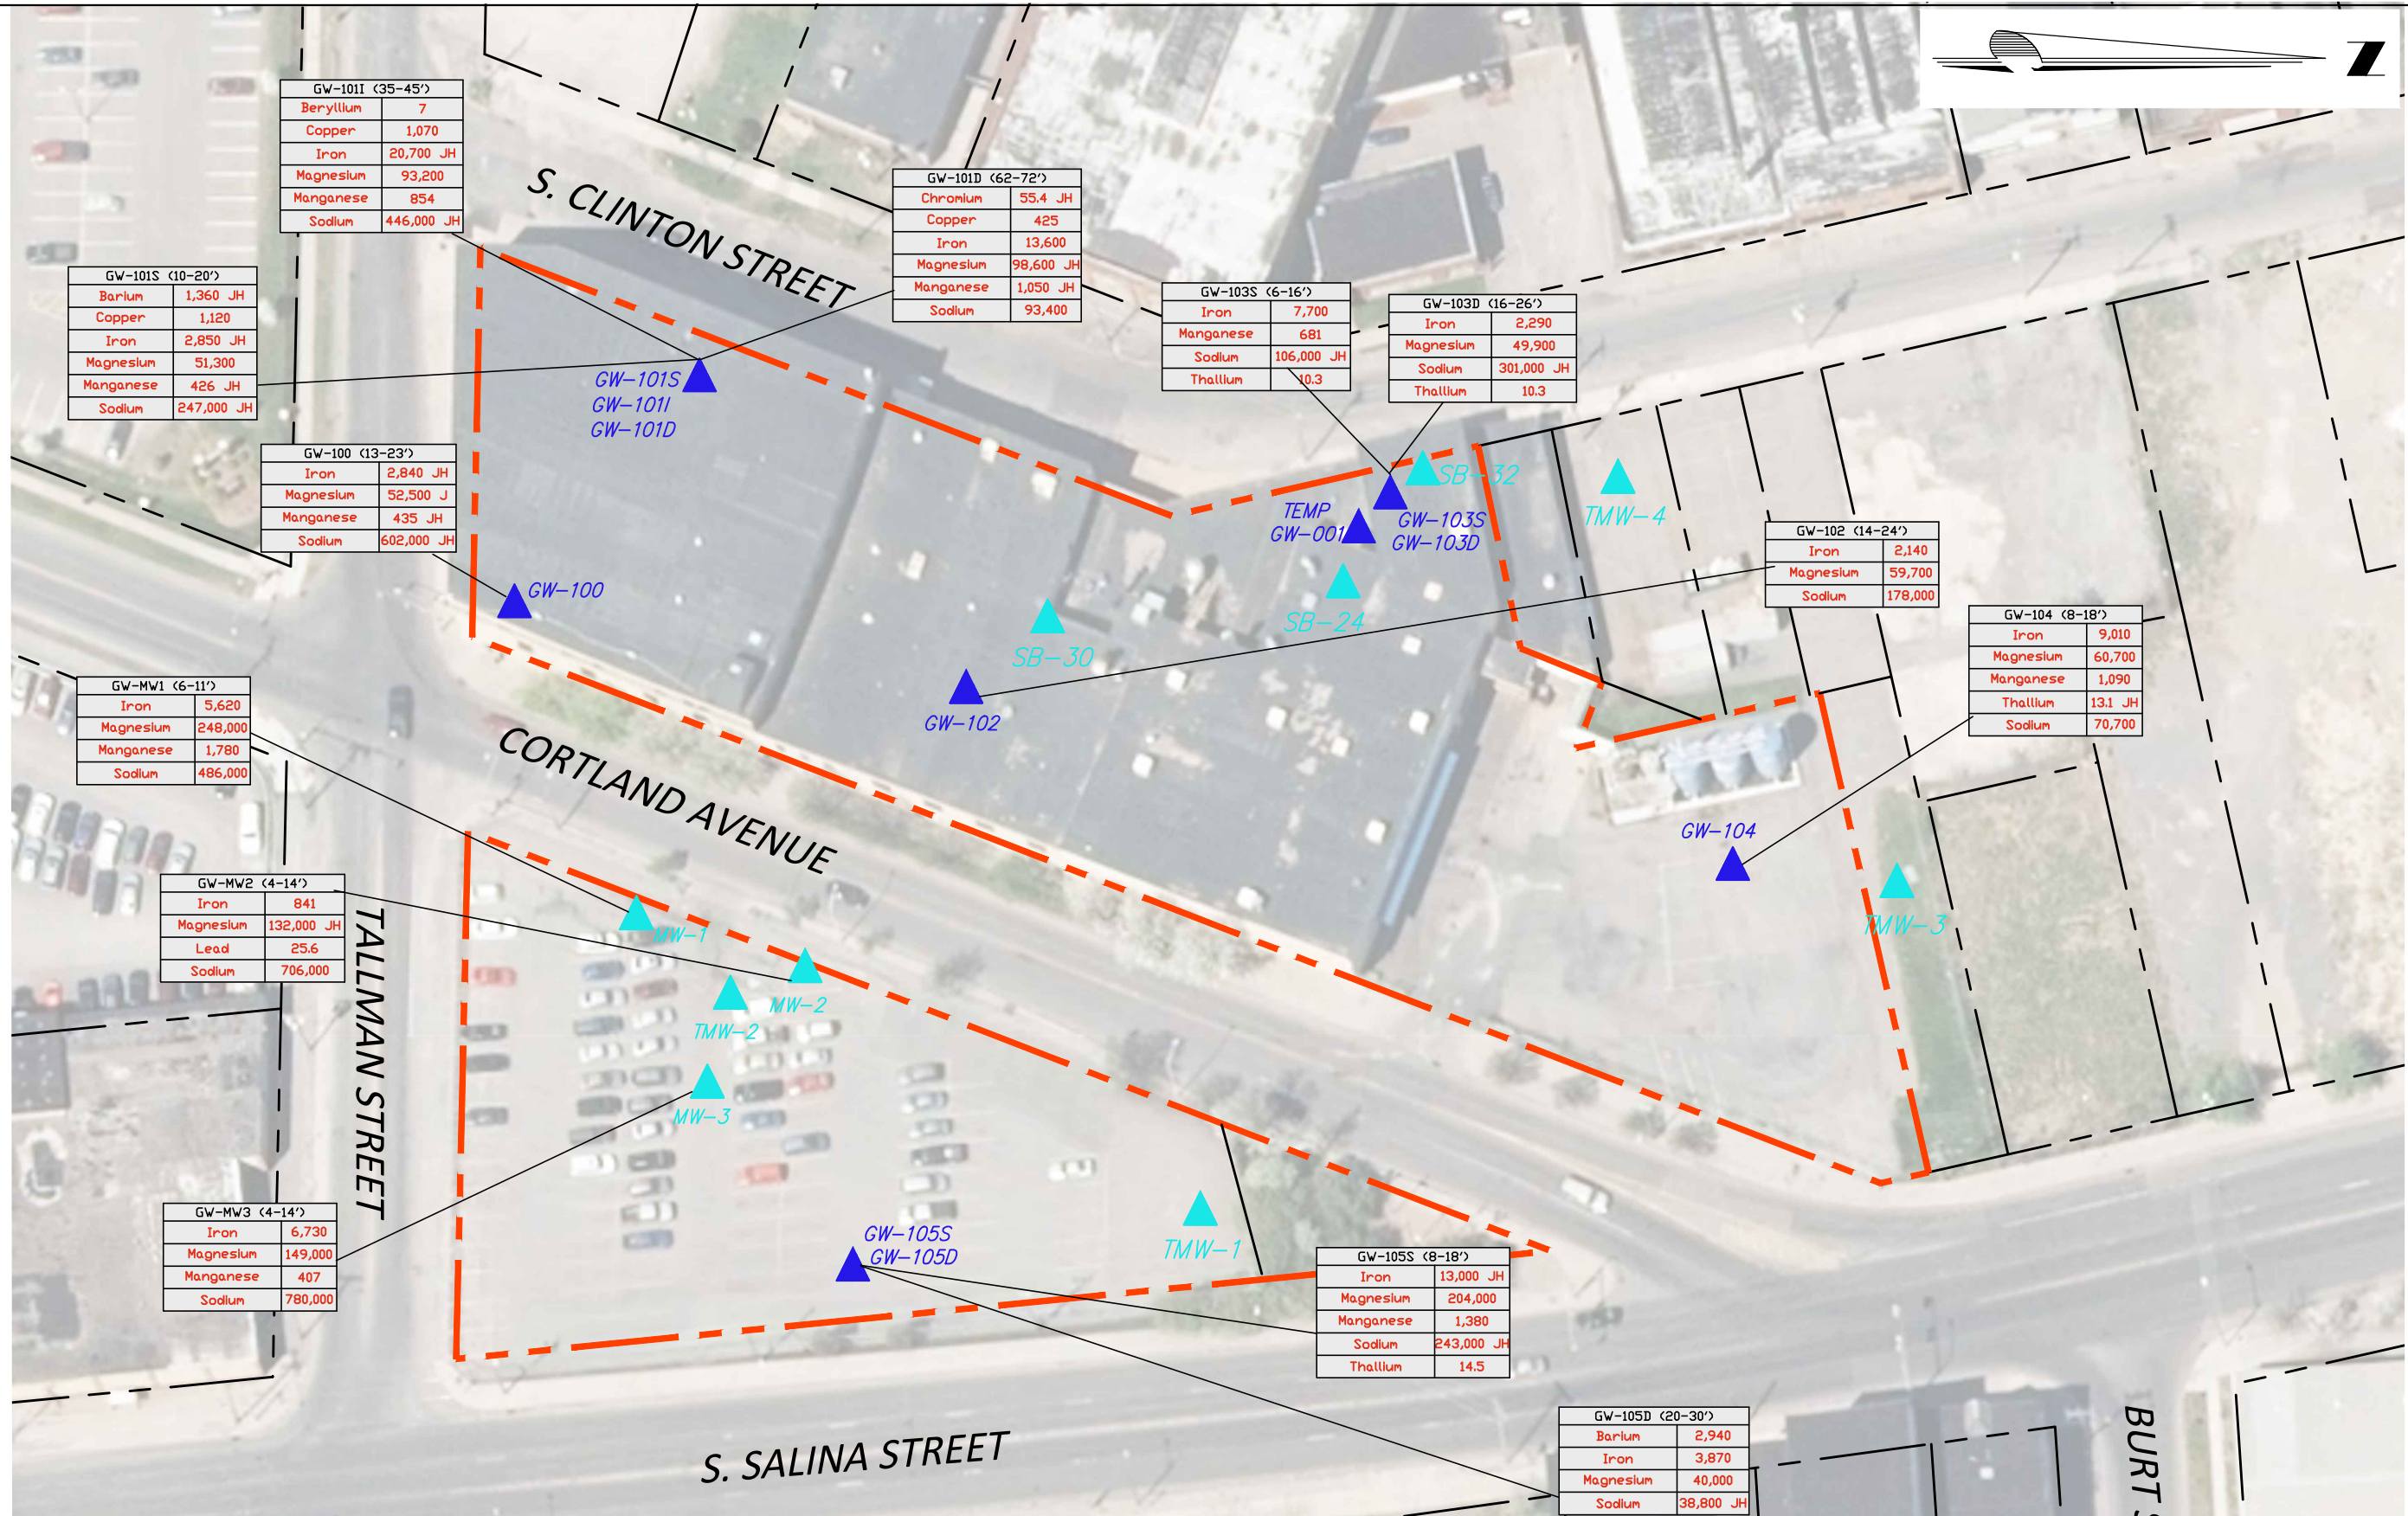 Z
GW-101I (35-45')
Beryllium 7
Copper 1,070
Iron 20,700 JH
Magnesium 93,200
Manganese 854
Sodium 446,000 JH
GW-101D (62-72')
Chromium 55.4 JH
Copper 425
Iron 13,600
Magnesium 98,600 JH
Manganese 1,050 JH
Sodium 93,400
S. CLINTON STREET
GW-101S (10-20')
Barium 1,360 JH
Copper 1,120
Iron 2,850 JH
Magnesium 51,300
Manganese 426 JH
Sodium 247,000 JH
GW-103S (6-16')
Iron 7,700
Manganese 681
Sodium 106,000 JH
Thallium 10.3
GW-103D (16-26')
Iron 2,290
Magnesium 49,900
Sodium 301,000 JH
Thallium 10.3
GW-101S
GW-101I
GW-101D
GW-100 (13-23')
Iron 2,840 JH
Magnesium 52,500 J
Manganese 435 JH
Sodium 602,000 JH
SB-32
TMW-4
TEMP
GW-001
GW-103S
GW-103D
GW-102 (14-24')
Iron 2,140
Magnesium 59,700
Sodium 178,000
GW-100
SB-24
SB-30
GW-104 (8-18')
Iron 9,010
Magnesium 60,700
Manganese 1,090
Thallium 13.1 JH
Sodium 70,700
GW-MW1 (6-11')
Iron 5,620
Magnesium 248,000
Manganese 1,780
Sodium 486,000
GW-102
CORTLAND AVENUE
GW-104
GW-MW2 (4-14')
Iron 841
Magnesium 132,000 JH
Lead 25.6
Sodium 706,000
MW-1
TMW-3
TALLMAN STREET
MW-2
TMW-2
MW-3
GW-MW3 (4-14')
Iron 6,730
Magnesium 149,000
Manganese 407
Sodium 780,000
GW-105S
GW-105D
TMW-1
GW-105S (8-18')
Iron 13,000 JH
Magnesium 204,000
Manganese 1,380
Sodium 243,000 JH
Thallium 14.5
S. SALINA STREET
GW-105D (20-30')
Barium 2,940
Iron 3,870
Magnesium 40,000
Sodium 38,800 JH
BURT